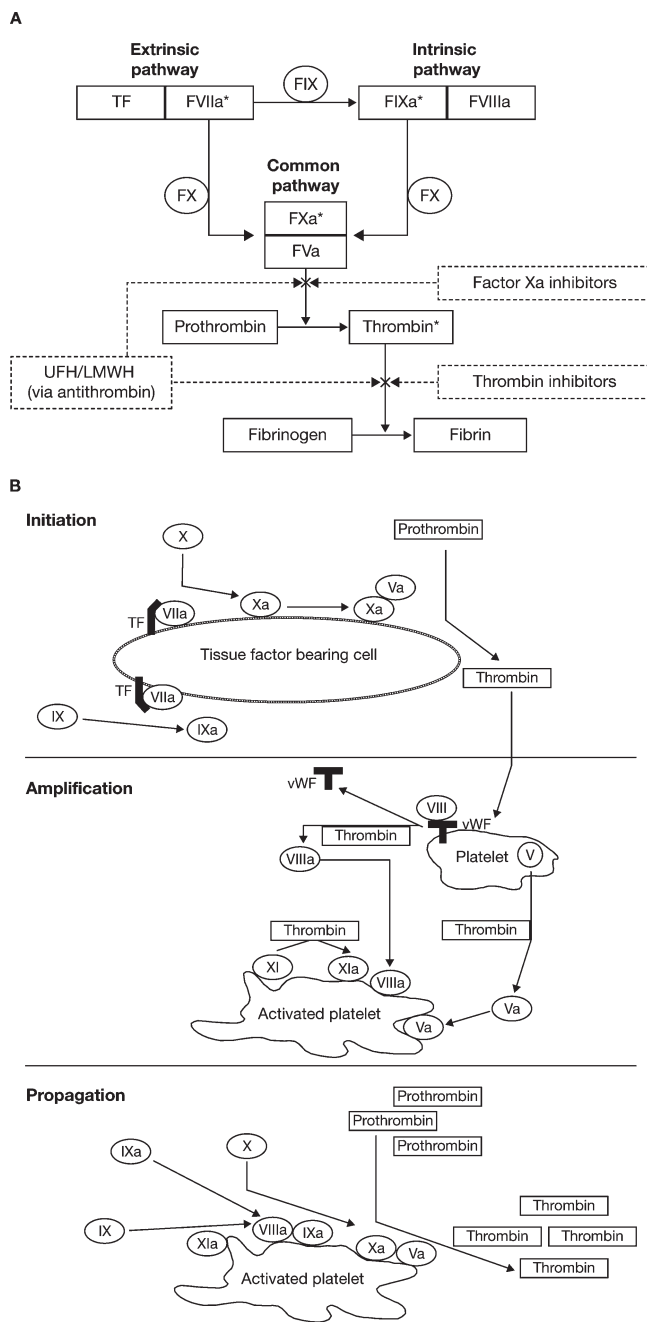 A
Extrinsic
pathway
Intrinsic
pathway
FIX
TF
FVIIa*
FIXa*
FVIIIa
Common
pathway
FX
FX
FXa*
FVa
Factor Xa inhibitors
Prothrombin
Thrombin*
UFH/LMWH
(via antithrombin)
Thrombin inhibitors
Fibrinogen
Fibrin
B
Initiation
X
Prothrombin
Va
Xa
Xa
VIIa
TF
Tissue factor bearing cell
Thrombin
TF
VIIa
IX
IXa
Amplification
vWF
VIII
vWF
Thrombin
VIIIa
Platelet
V
Thrombin
Thrombin
XI
XIa
VIIIa
Activated platelet
Va
Va
Propagation
Prothrombin
Prothrombin
Prothrombin
IXa
X
Thrombin
IX
VIIIa
IXa
Thrombin
Thrombin
XIa
Xa
Va
Thrombin
Activated platelet